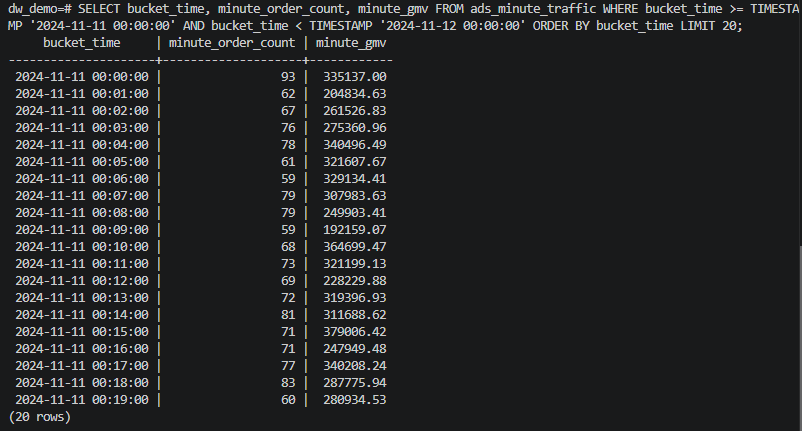 dw_demo=# SELECT bucket_time, minute_order_count, minute_gmv FROM ads_minute_traffic WHERE bucket_time >= TIMESTA
MP '2024-11-11 00:00:00' AND bucket_time < TIMESTAMP '2024-11-12 00:00:00' ORDER BY bucket_time LIMIT 20;
     bucket_time     | minute_order_count | minute_gmv
---------------------+--------------------+------------
 2024-11-11 00:00:00 |                 93 |  335137.00
 2024-11-11 00:01:00 |                 62 |  204834.63
 2024-11-11 00:02:00 |                 67 |  261526.83
 2024-11-11 00:03:00 |                 76 |  275360.96
 2024-11-11 00:04:00 |                 78 |  340496.49
 2024-11-11 00:05:00 |                 61 |  321607.67
 2024-11-11 00:06:00 |                 59 |  329134.41
 2024-11-11 00:07:00 |                 79 |  307983.63
 2024-11-11 00:08:00 |                 79 |  249903.41
 2024-11-11 00:09:00 |                 59 |  192159.07
 2024-11-11 00:10:00 |                 68 |  364699.47
 2024-11-11 00:11:00 |                 73 |  321199.13
 2024-11-11 00:12:00 |                 69 |  228229.88
 2024-11-11 00:13:00 |                 72 |  319396.93
 2024-11-11 00:14:00 |                 81 |  311688.62
 2024-11-11 00:15:00 |                 71 |  379006.42
 2024-11-11 00:16:00 |                 71 |  247949.48
 2024-11-11 00:17:00 |                 77 |  340208.24
 2024-11-11 00:18:00 |                 83 |  287775.94
 2024-11-11 00:19:00 |                 60 |  280934.53
(20 rows)